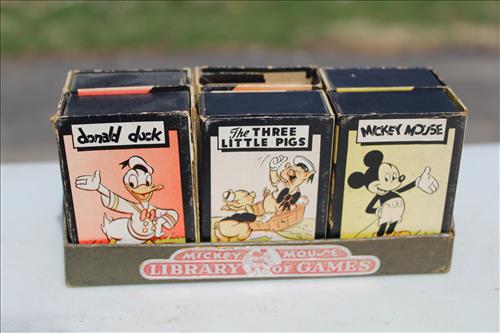 donald duck
The THREE
LITTLE PIGS
MICKEY MOUSE
MICKEY MOUSE
LIBRARY OF GAMES